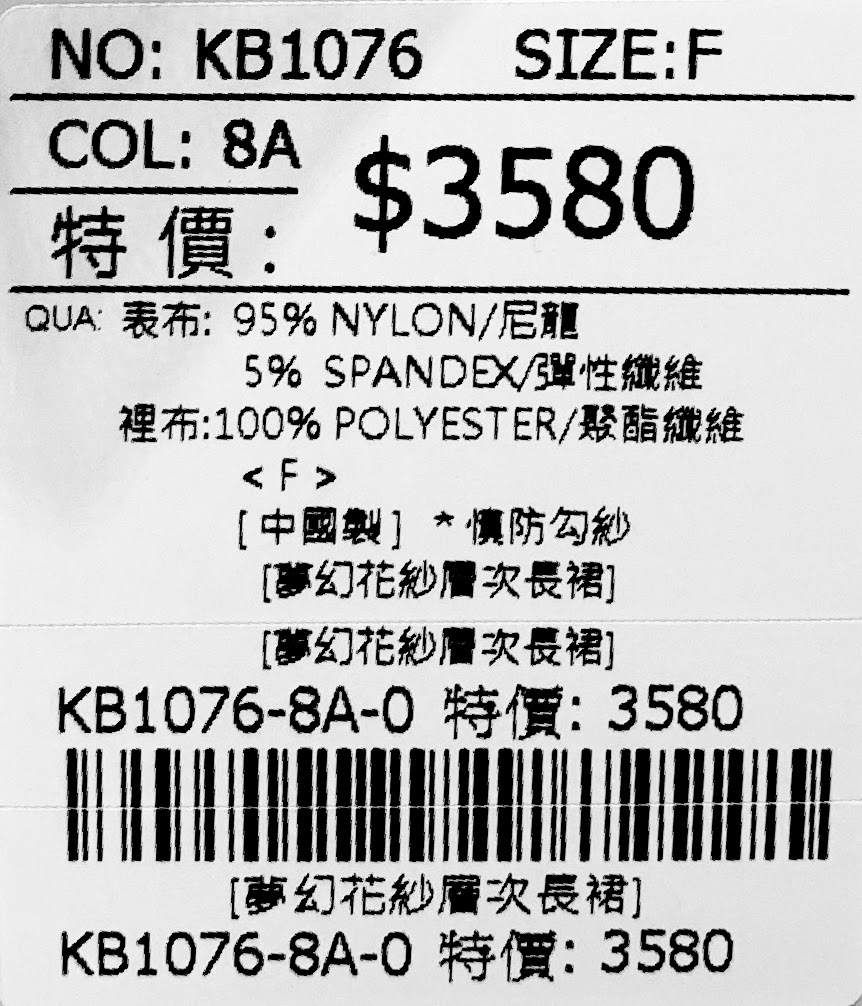 NO: KB1076 SIZE:F
COL: 8A
$3580
特價:
QUA: 表布: 95% NYLON/尼龍
5% SPANDEX/彈性纖維
裡布:100% POLYESTER/聚酯纖維
< F >
[中國製] *慎防勾紗
[夢幻花紗層次長裙]
[夢幻花紗層次長裙]
KB1076-8A-0 特價: 3580
[夢幻花紗層次長裙]
KB1076-8A-0 特價: 3580